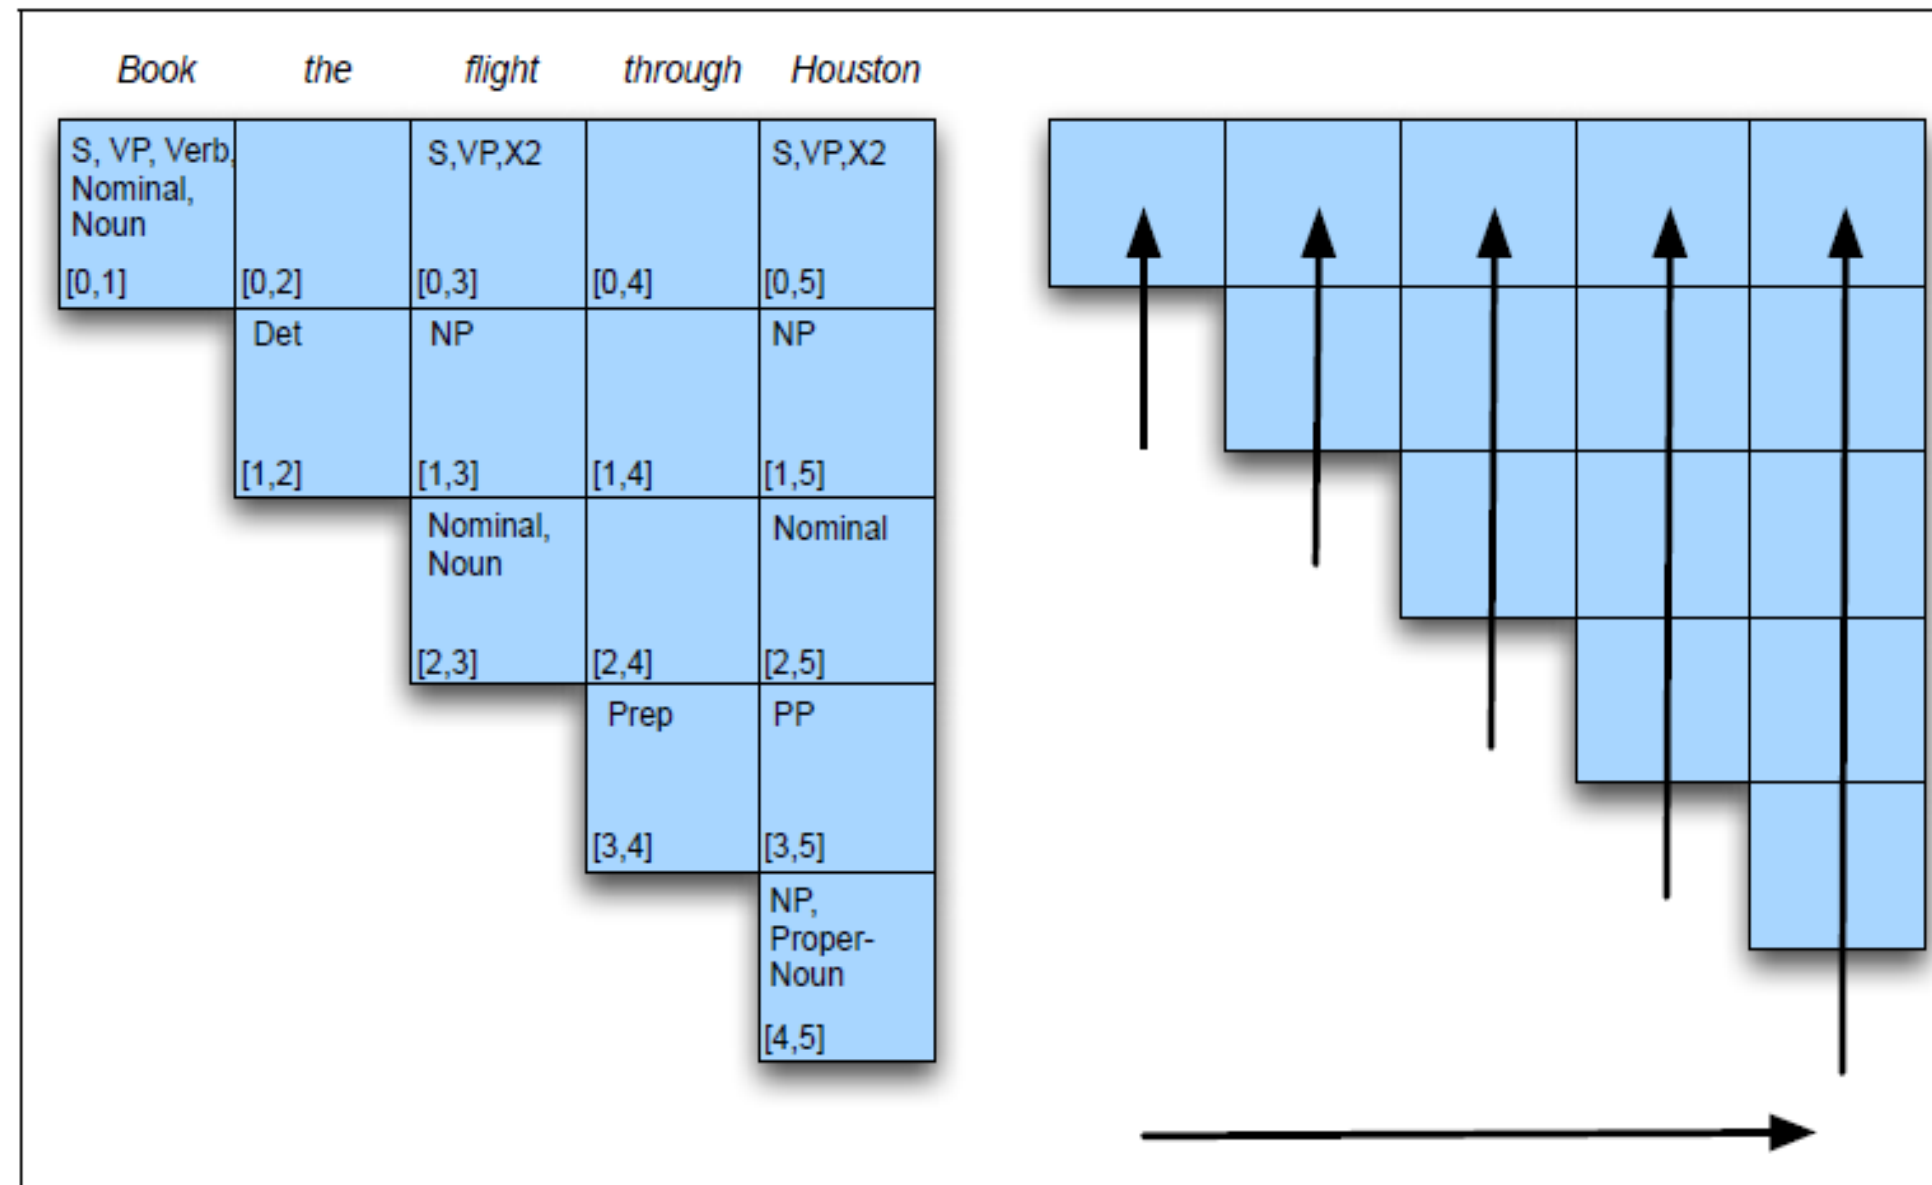 Book the flight through Houston
S, VP, Verb, Nominal, Noun
[0,1]
[0,2]
S,VP,X2
[0,3]
[0,4]
S,VP,X2
[0,5]
Det
[1,2]
NP
[1,3]
[1,4]
NP
[1,5]
Nominal,
Noun
[2,3]
[2,4]
Nominal
[2,5]
Prep
[3,4]
PP
[3,5]
NP,
Proper-
Noun
[4,5]